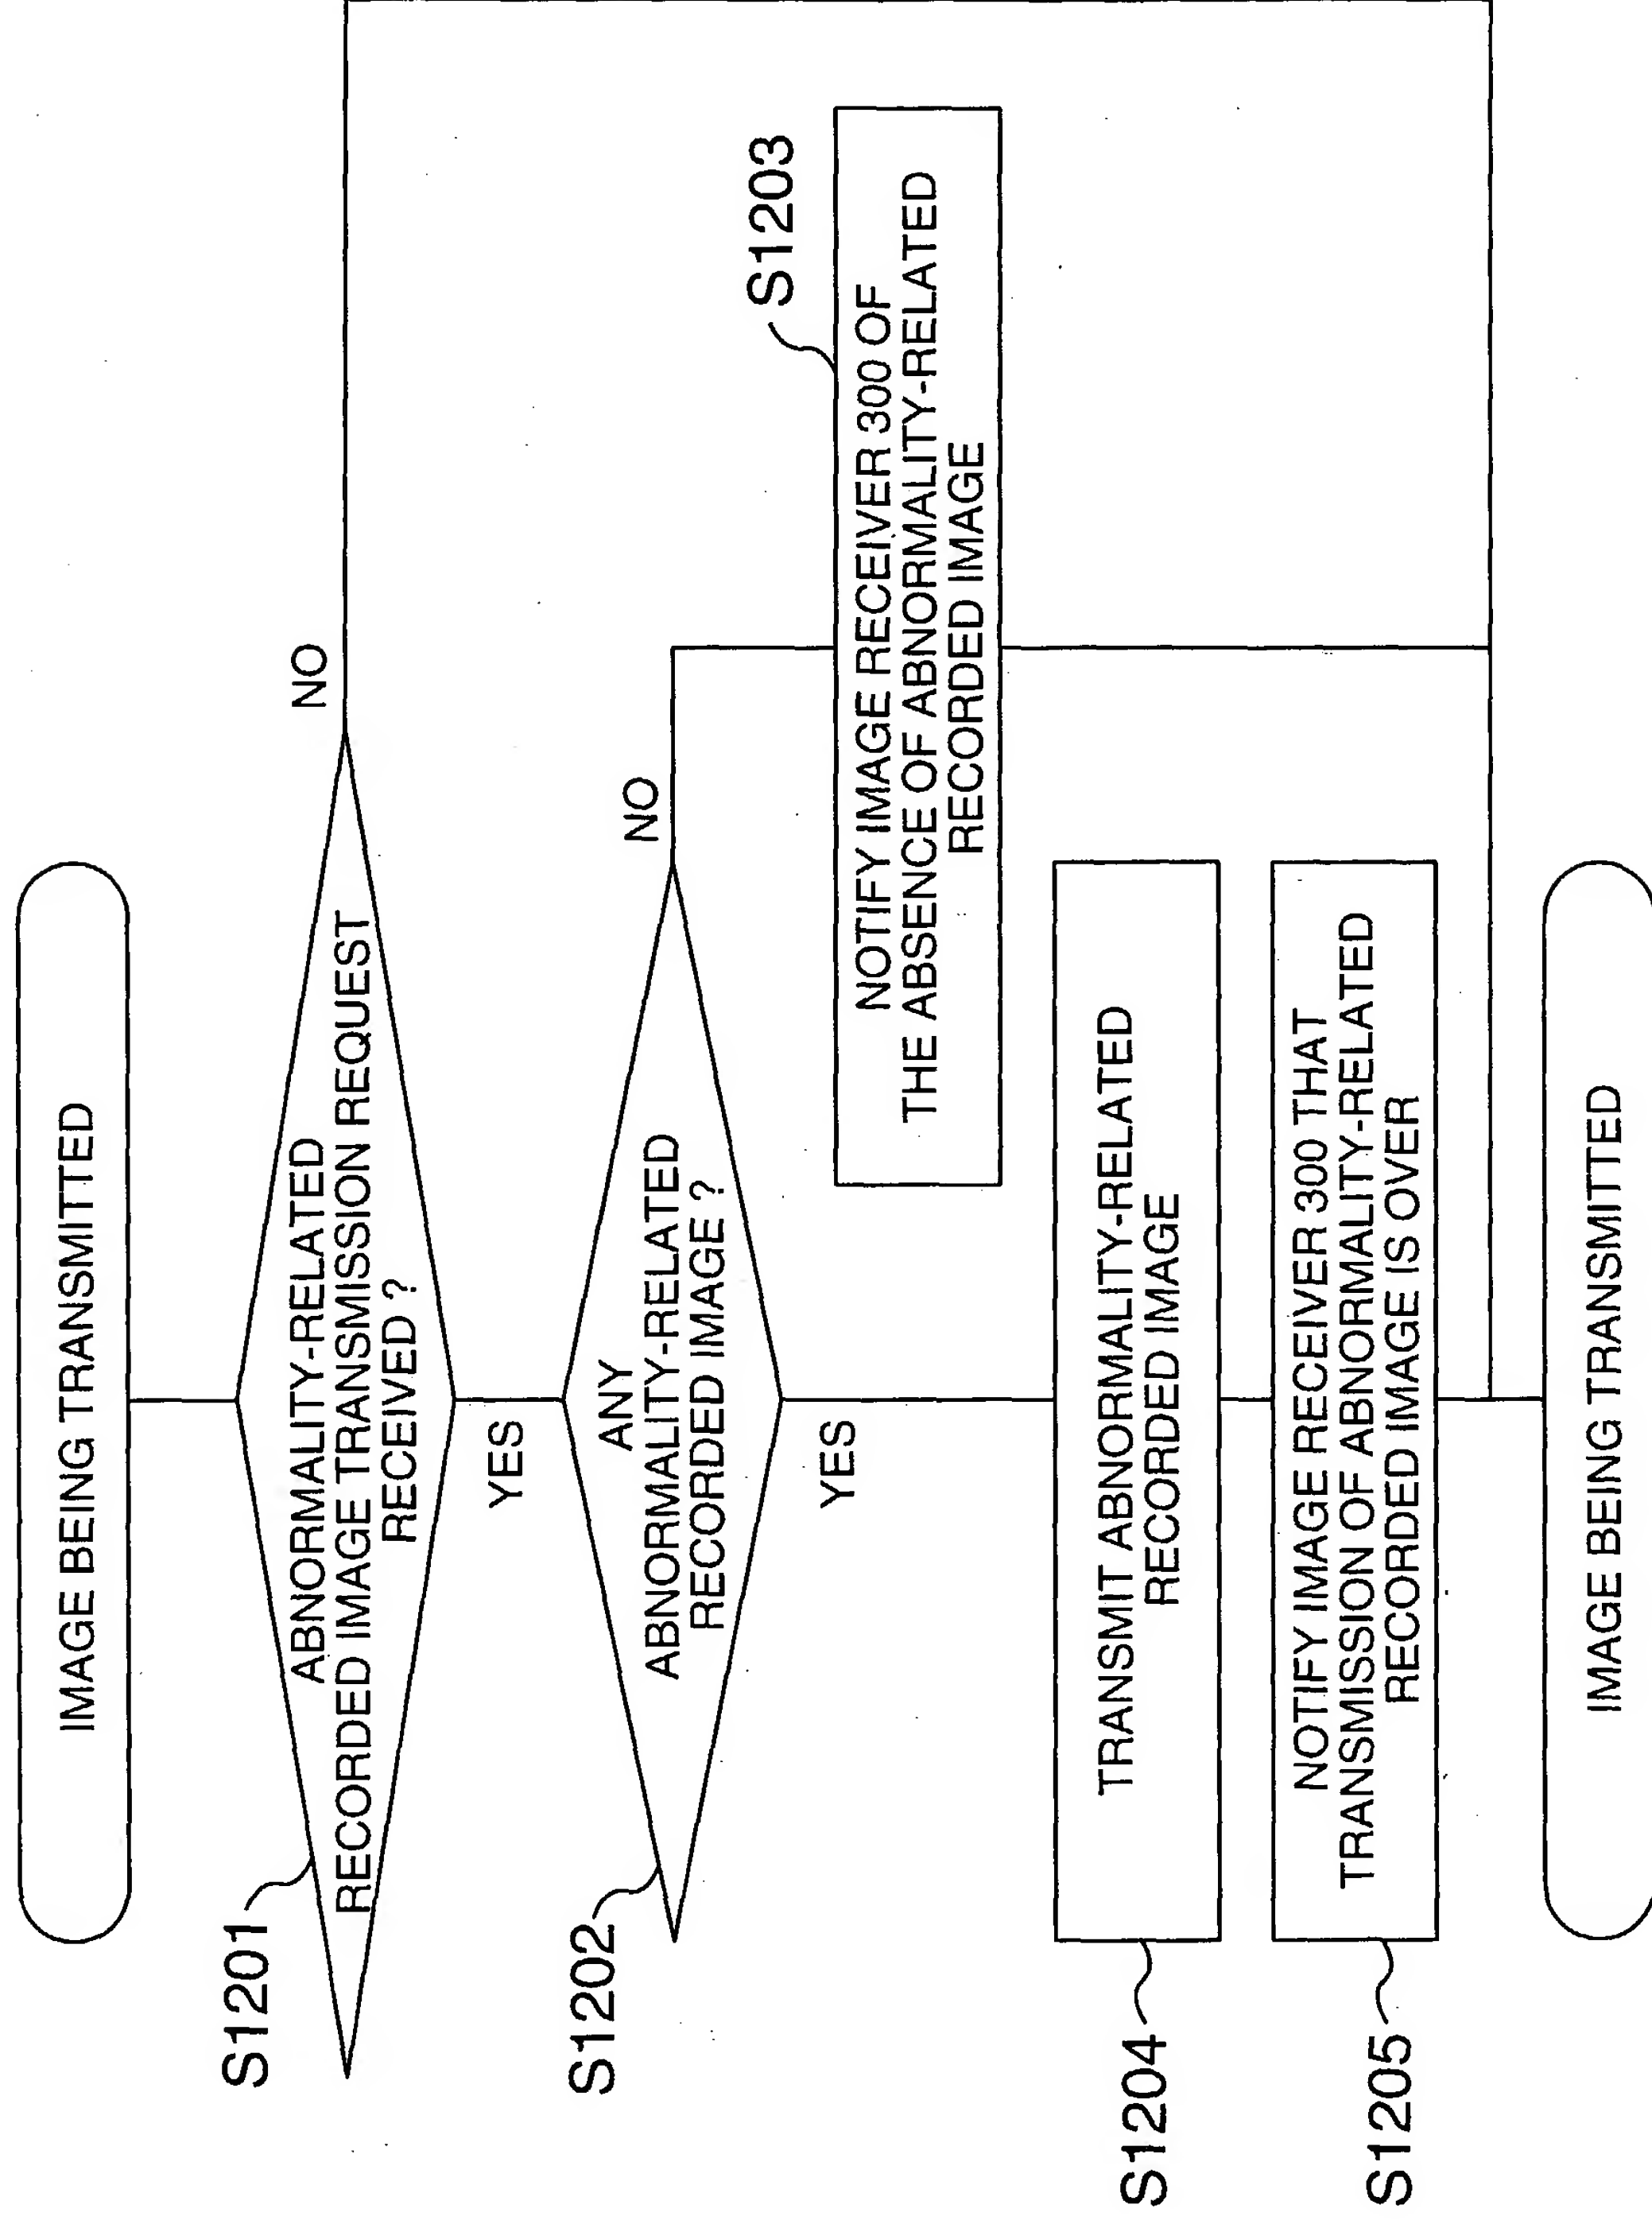 IMAGE BEING TRANSMITTED
S1201
ABNORMALITY-RELATED
RECORDED IMAGE TRANSMISSION REQUEST
RECEIVED ?
NO
YES
S1202
ANY
ABNORMALITY-RELATED
RECORDED IMAGE ?
NO
YES
S1203
NOTIFY IMAGE RECEIVER 300 OF
THE ABSENCE OF ABNORMALITY-RELATED
RECORDED IMAGE
S1204
TRANSMIT ABNORMALITY-RELATED
RECORDED IMAGE
S1205
NOTIFY IMAGE RECEIVER 300 THAT
TRANSMISSION OF ABNORMALITY-RELATED
RECORDED IMAGE IS OVER
IMAGE BEING TRANSMITTED